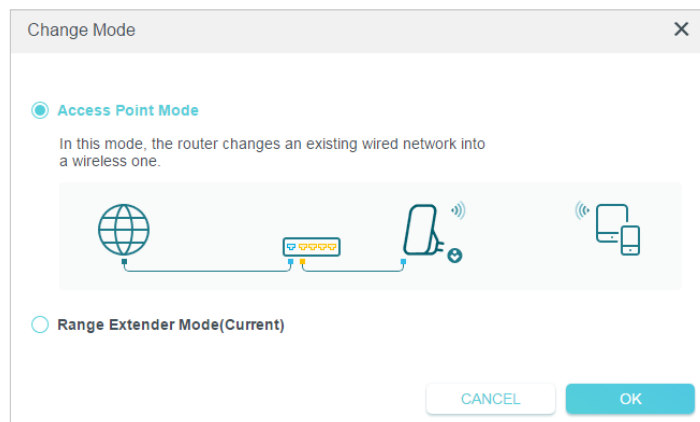 Change Mode
Access Point Mode
In this mode, the router changes an existing wired network into
a wireless one.
Range Extender Mode(Current)
CANCEL
OK